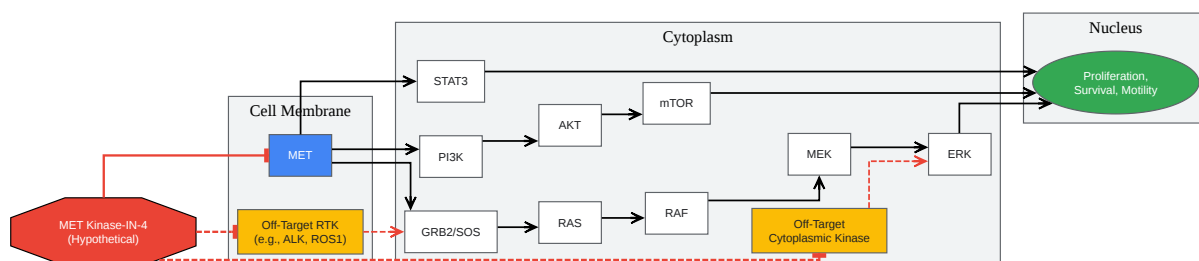 Nucleus
Cytoplasm
Proliferation,
Survival, Motility
STAT3
mTOR
Cell Membrane
AKT
MET
PI3K
MEK
ERK
RAF
RAS
MET Kinase-IN-4
(Hypothetical)
Off-Target RTK
(e.g., ALK, ROS1)
GRB2/SOS
Off-Target
Cytoplasmic Kinase